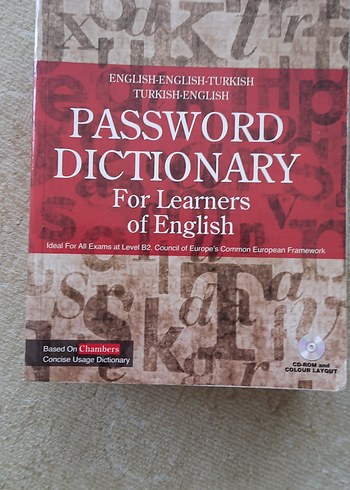 ENGLISH-ENGLISH-TURKISH
TURKISH-ENGLISH
PASSWORD
DICTIONARY
For Learners
of English
Ideal For All Exams at Level B2, Council of Europe's Common European Framework
Based On Chambers
Concise Usage Dictionary
CD-ROM and
COLOUR LAYOUT